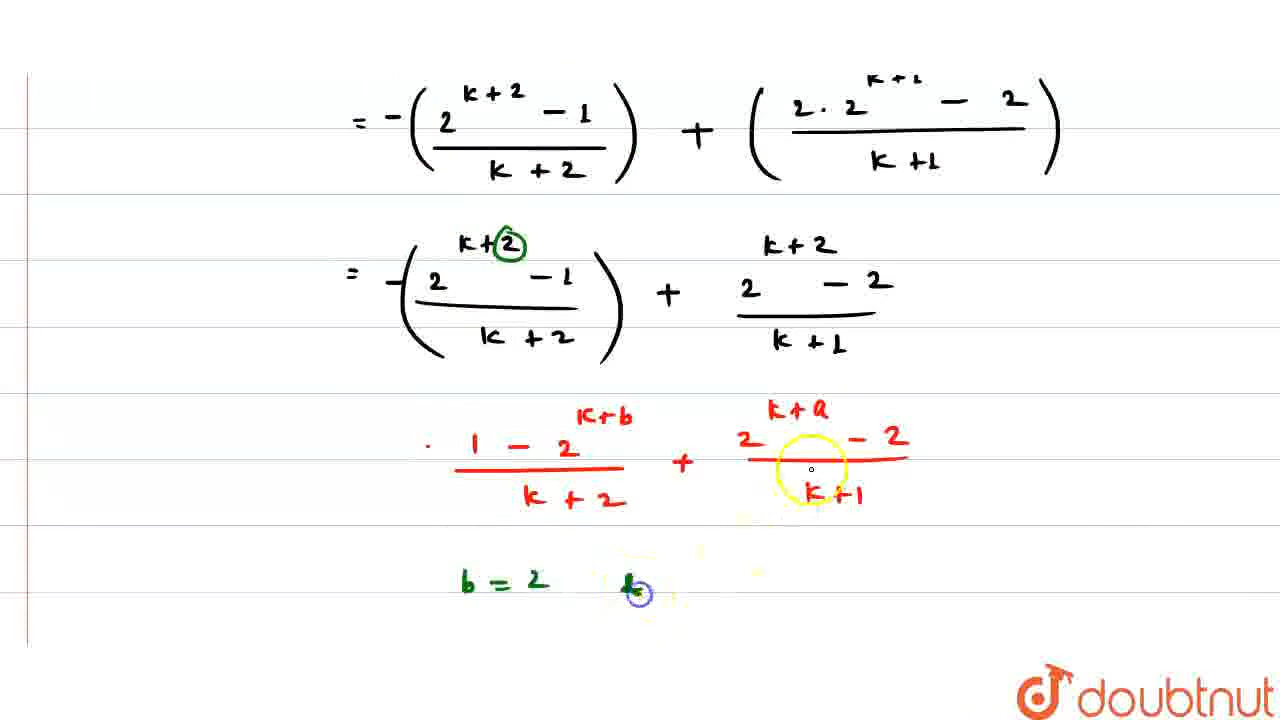 = -((2^(k+2) - 1)/(k + 2)) + ((2 · 2^(k+1) - 2)/(k + 1))
= -((2^(k+2) - 1)/(k + 2)) + (2^(k+2) - 2)/(k + 1)
· (1 - 2^(k+b))/(k + 2) + (2^(k+a) - 2)/(k + 1)
b = 2
doubtnut